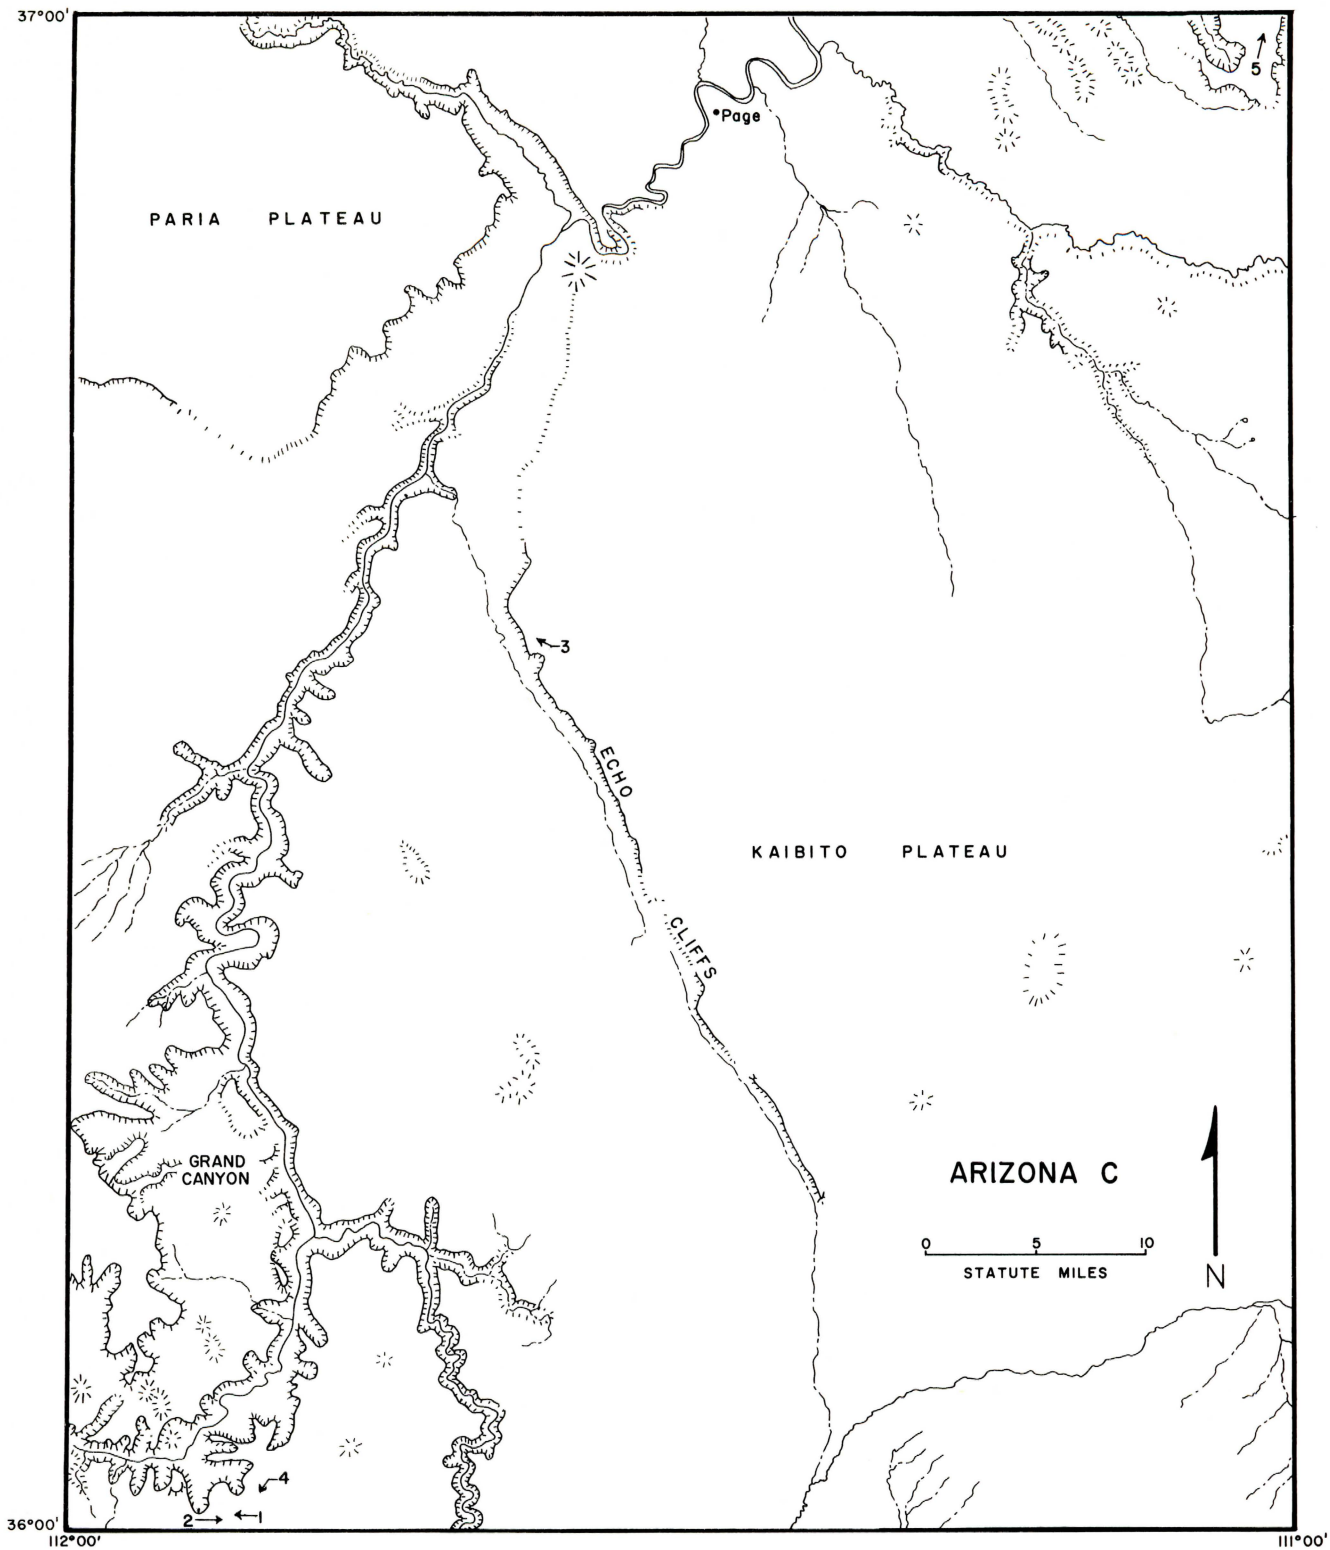 37°00'
5
Page
PARIA PLATEAU
3
ECHO
CLIFFS
KAIBITO PLATEAU
GRAND
CANYON
ARIZONA C
0 5 10
STATUTE MILES
N
4
2 1
36°00'
112°00' 111°00'